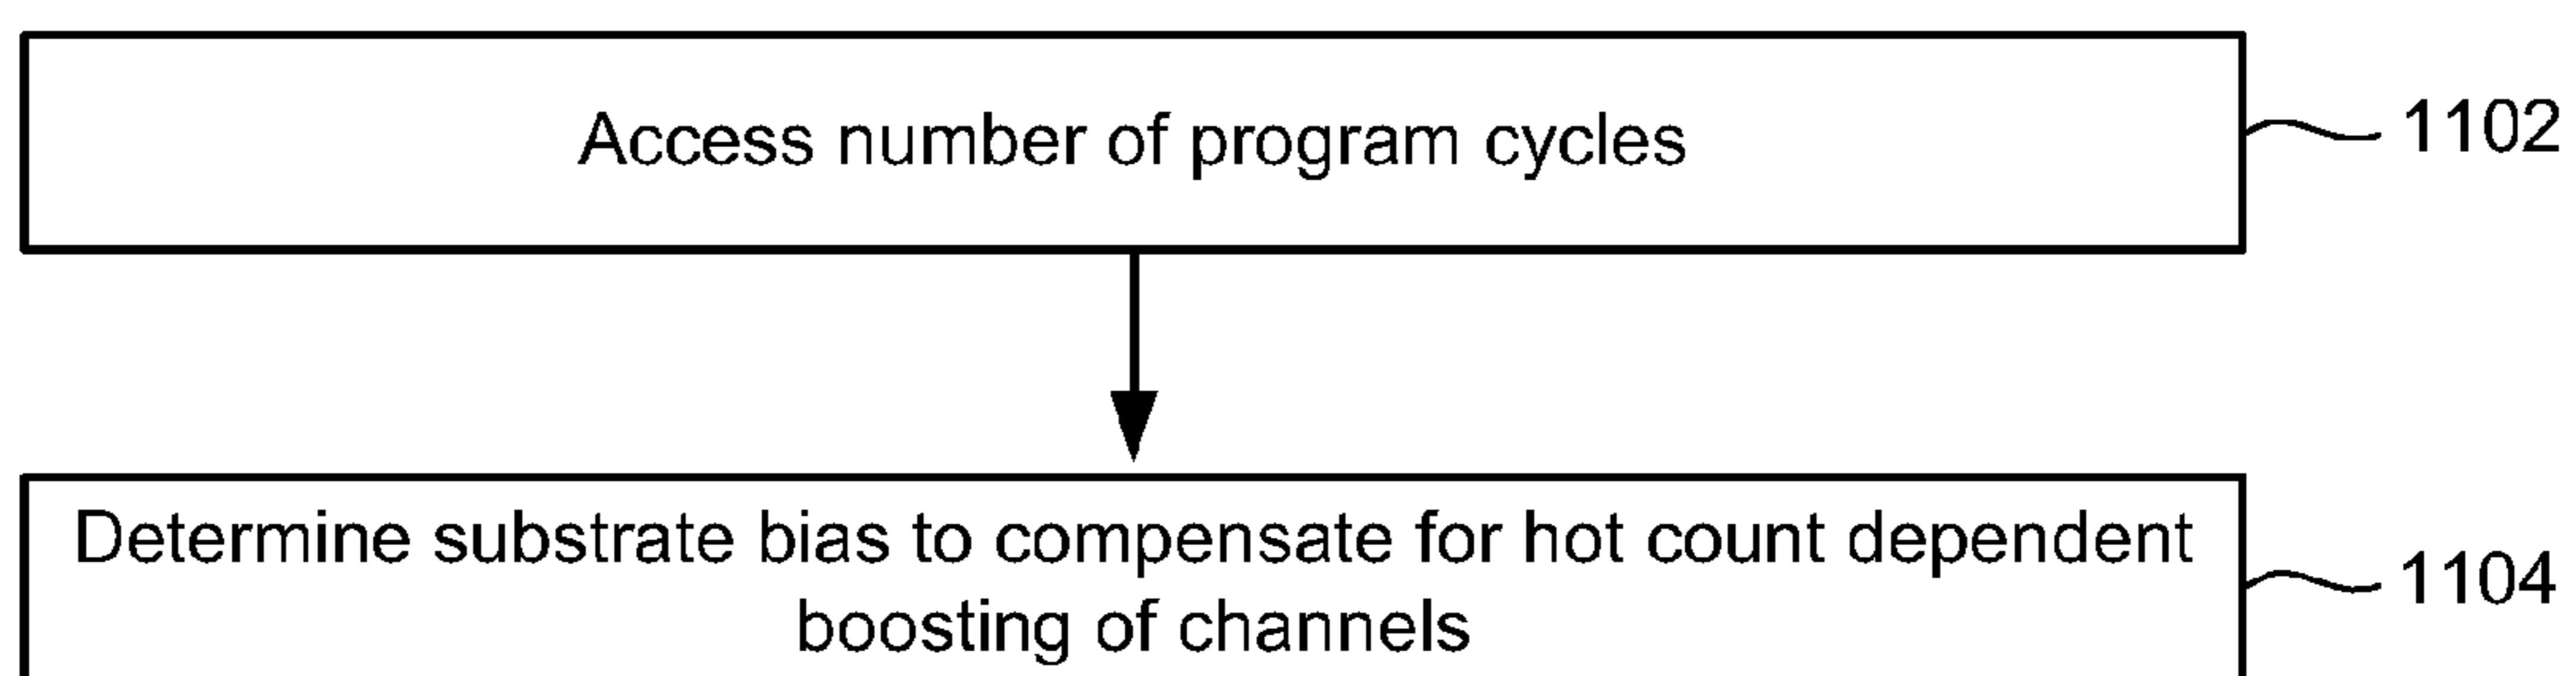 Access number of program cycles
1102
Determine substrate bias to compensate for hot count dependent
boosting of channels
1104